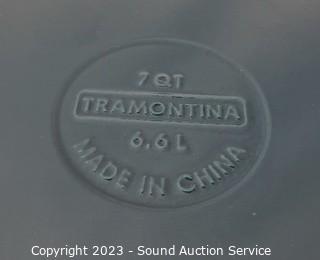 7 QT
TRAMONTINA
6.6 L
MADE IN CHINA
Copyright 2023 - Sound Auction Service